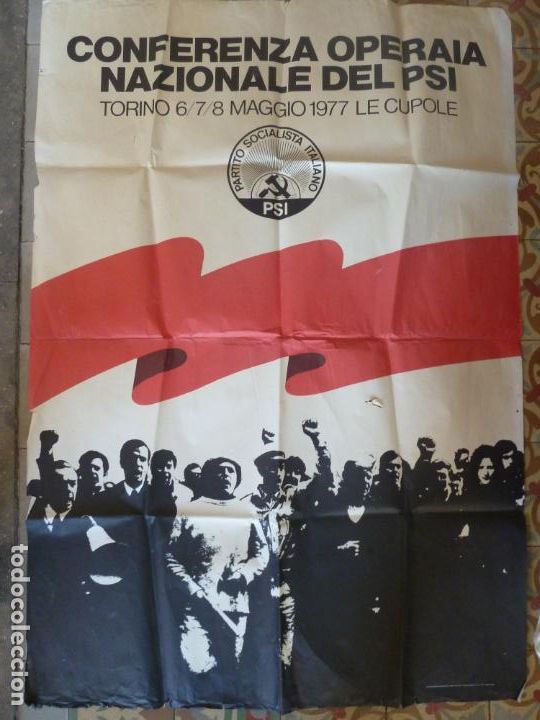 CONFERENZA OPERAIA
NAZIONALE DEL PSI
TORINO 6/7/8 MAGGIO 1977 LE CUPOLE
PARTITO SOCIALISTA ITALIANO
PSI
todocoleccion